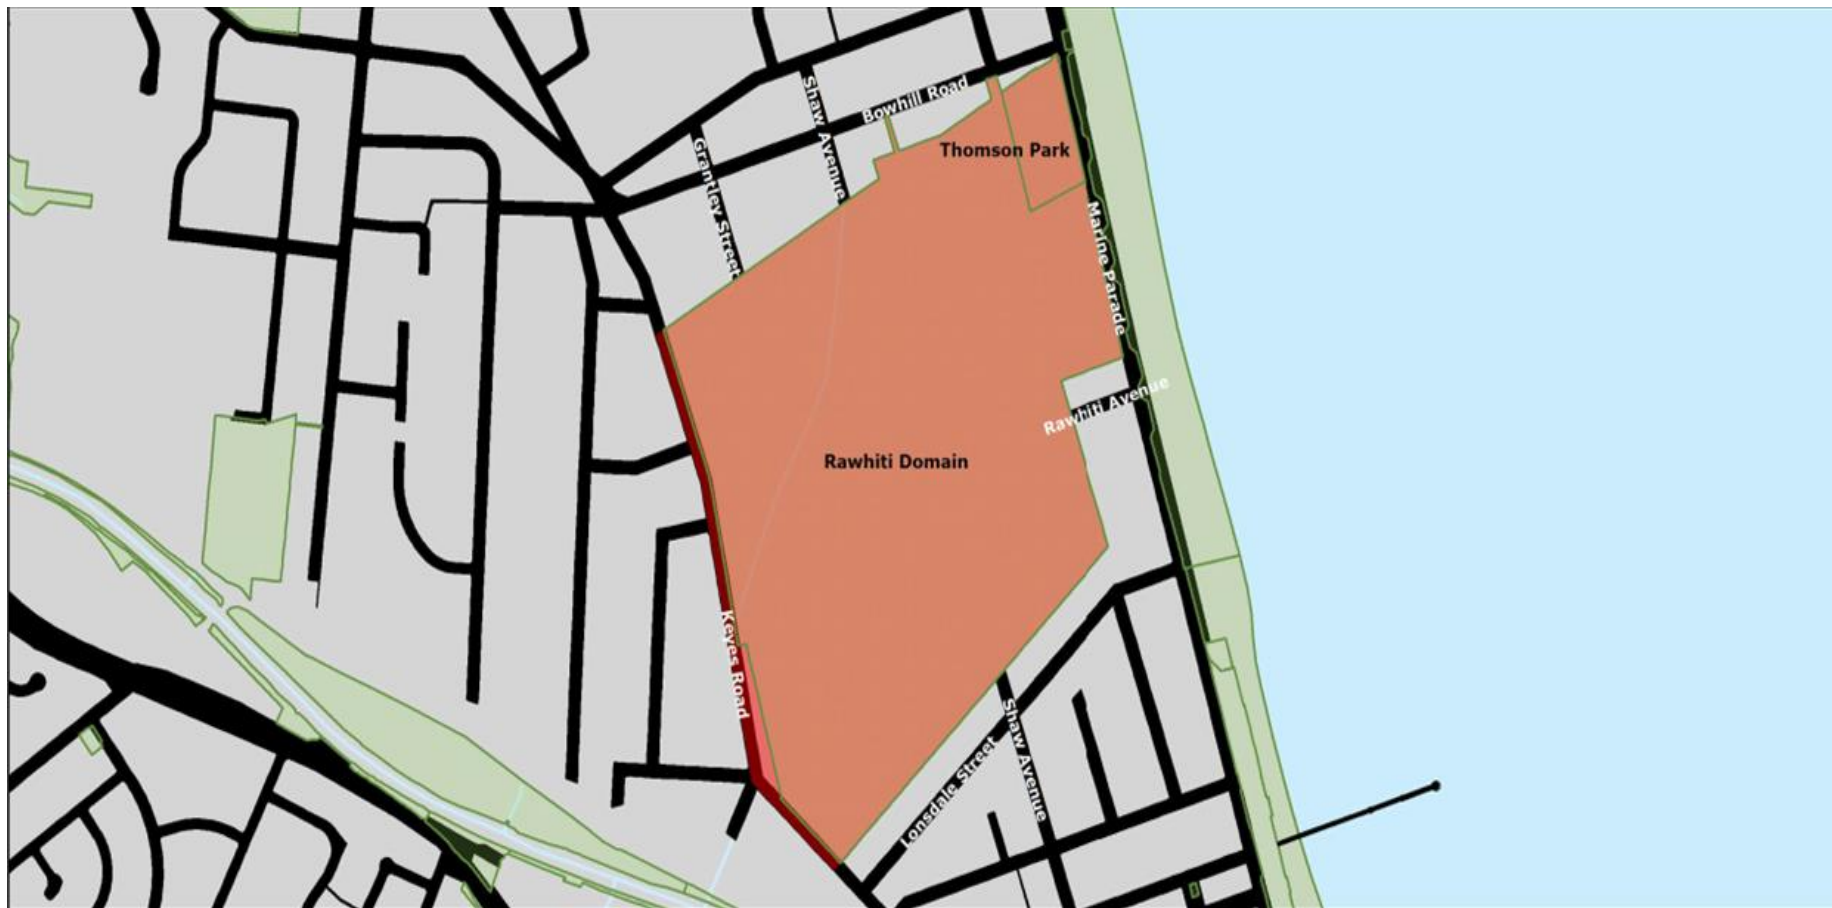 Shaw Avenue
Bowhill Road
Grantley Street
Thomson Park
Marine Parade
Rawhiti Avenue
Rawhiti Domain
Keyes Road
Lonsdale Street
Shaw Avenue